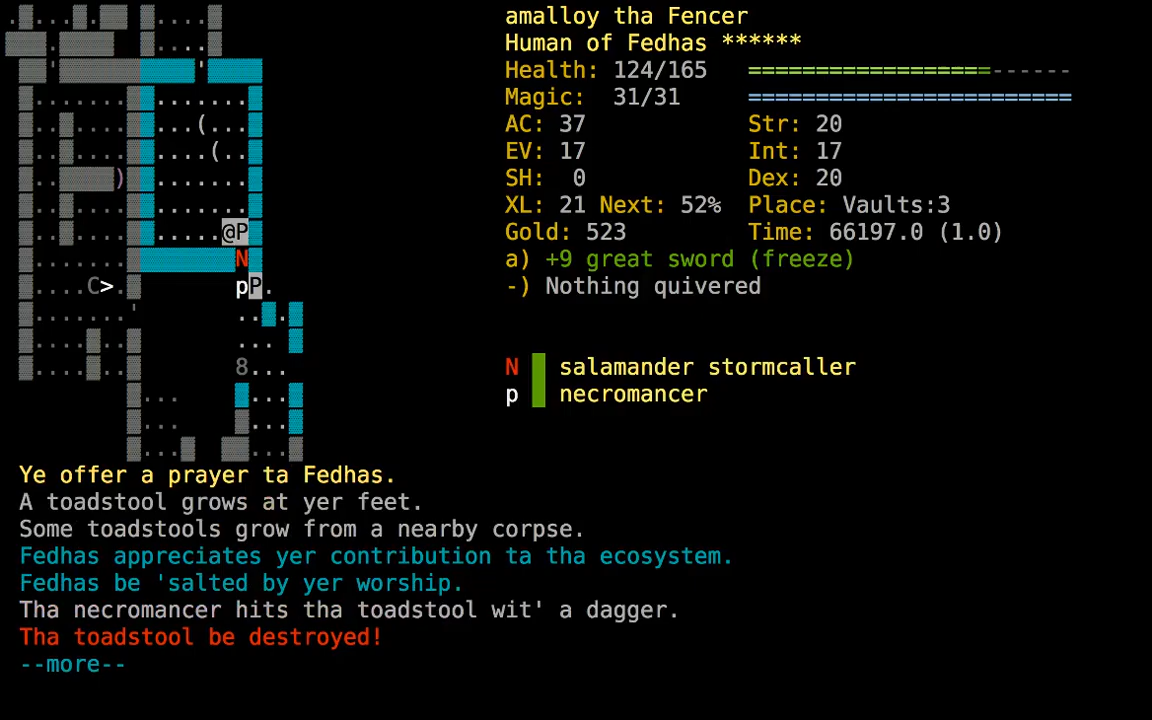 amalloy tha Fencer
Human of Fedhas ******
Health: 124/165 =================------
Magic: 31/31 ========================
AC: 37 Str: 20
EV: 17 Int: 17
SH: 0 Dex: 20
XL: 21 Next: 52% Place: Vaults:3
Gold: 523 Time: 66197.0 (1.0)
a) +9 great sword (freeze)
-) Nothing quivered
N salamander stormcaller
p necromancer
Ye offer a prayer ta Fedhas.
A toadstool grows at yer feet.
Some toadstools grow from a nearby corpse.
Fedhas appreciates yer contribution ta tha ecosystem.
Fedhas be 'salted by yer worship.
Tha necromancer hits tha toadstool wit' a dagger.
Tha toadstool be destroyed!
--more--